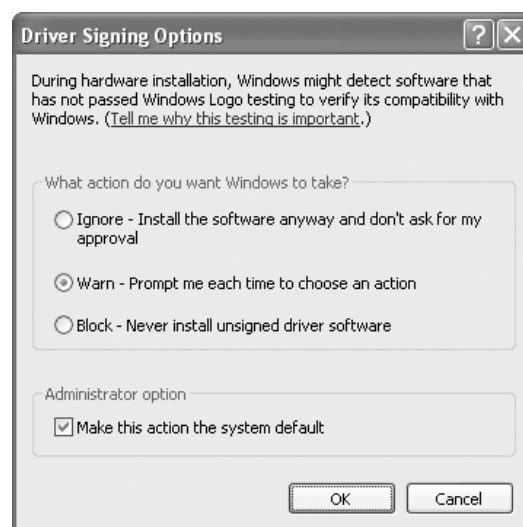 Driver Signing Options
During hardware installation, Windows might detect software that
has not passed Windows Logo testing to verify its compatibility with
Windows. (Tell me why this testing is important.)
What action do you want Windows to take?
Ignore - Install the software anyway and don't ask for my
approval
Warn - Prompt me each time to choose an action
Block - Never install unsigned driver software
Administrator option
Make this action the system default
OK Cancel